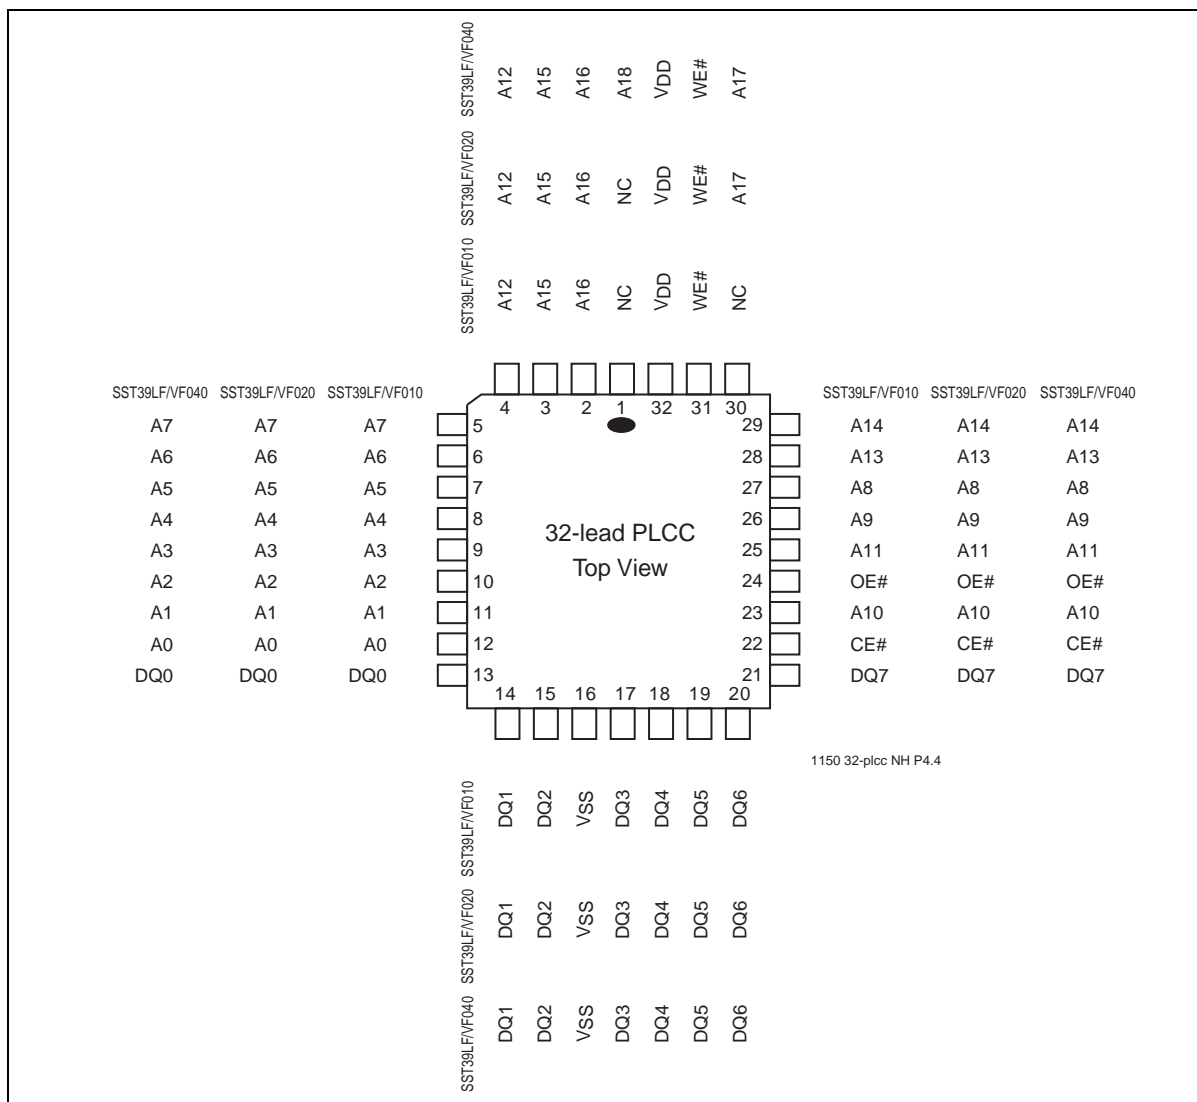 SST39LF/VF040 A12 A15 A16 A18 VDD WE# A17
SST39LF/VF020 A12 A15 A16 NC VDD WE# A17
SST39LF/VF010 A12 A15 A16 NC VDD WE# NC
SST39LF/VF040 SST39LF/VF020 SST39LF/VF010 4 3 2 1 32 31 30 SST39LF/VF010 SST39LF/VF020 SST39LF/VF040
A7 A7 A7 5 29 A14 A14 A14
A6 A6 A6 6 28 A13 A13 A13
A5 A5 A5 7 27 A8 A8 A8
A4 A4 A4 8 26 A9 A9 A9
32-lead PLCC
A3 A3 A3 9 25 A11 A11 A11
Top View
A2 A2 A2 10 24 OE# OE# OE#
A1 A1 A1 11 23 A10 A10 A10
A0 A0 A0 12 22 CE# CE# CE#
DQ0 DQ0 DQ0 13 21 DQ7 DQ7 DQ7
14 15 16 17 18 19 20
1150 32-plcc NH P4.4
SST39LF/VF010 DQ1 DQ2 VSS DQ3 DQ4 DQ5 DQ6
SST39LF/VF020 DQ1 DQ2 VSS DQ3 DQ4 DQ5 DQ6
SST39LF/VF040 DQ1 DQ2 VSS DQ3 DQ4 DQ5 DQ6